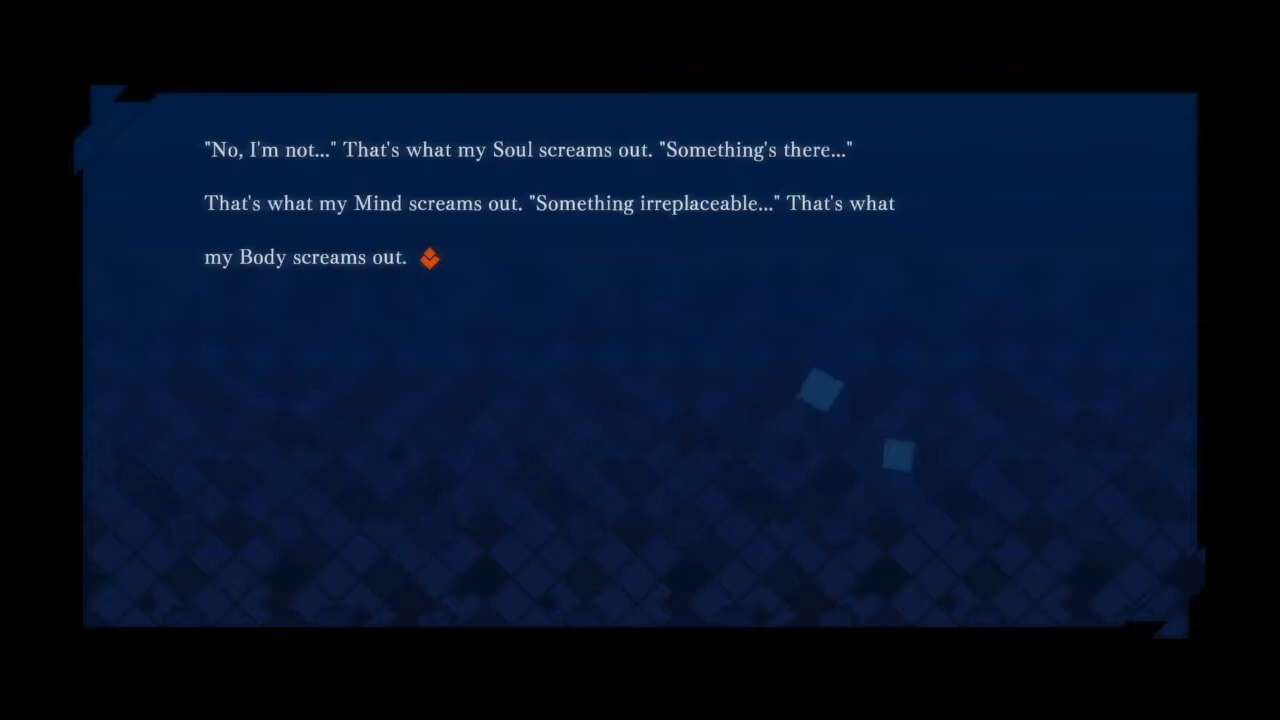 "No, I'm not..." That's what my Soul screams out. "Something's there..."
That's what my Mind screams out. "Something irreplaceable..." That's what
my Body screams out.